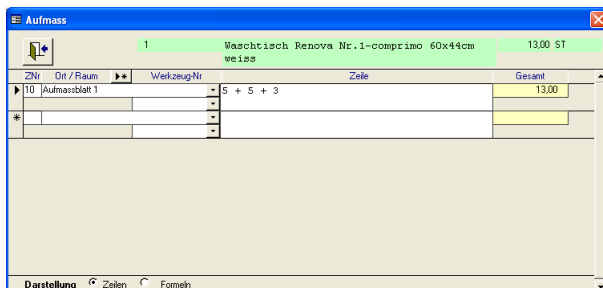 Aufmass
1 Waschtisch Renova Nr.1-comprimo 60x44cm 13,00 ST
weiss
ZNr Ort / Raum Werkzeug-Nr Zeile Gesamt
10 Aufmassblatt 1 5 + 5 + 3 13,00
Darstellung Zeilen Formeln